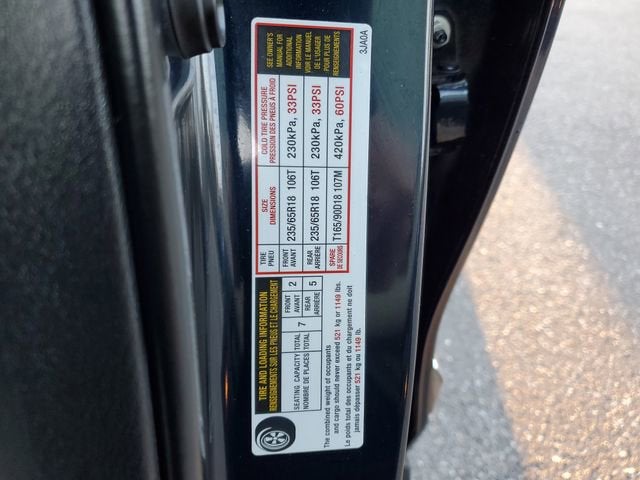 TIRE AND LOADING INFORMATION
RENSEIGNEMENTS SUR LES PNEUS ET LE CHARGEMENT
SEATING CAPACITY TOTAL 7 FRONT 2 REAR 5
NOMBRE DE PLACES TOTAL AVANT ARRIÈRE
The combined weight of occupants
and cargo should never exceed 521 kg or 1149 lbs.
Le poids total des occupants et du chargement ne doit
jamais dépasser 521 kg ou 1149 lb.
TIRE SIZE COLD TIRE PRESSURE
PNEU DIMENSIONS PRESSION DES PNEUS À FROID
FRONT
AVANT 235/65R18 106T 230kPa, 33PSI
REAR
ARRIÈRE 235/65R18 106T 230kPa, 33PSI
SPARE
DE SECOURS T165/90D18 107M 420kPa, 60PSI
SEE OWNER'S
MANUAL FOR
ADDITIONAL
INFORMATION
VOIR LE MANUEL
DE L'USAGER
POUR PLUS DE
RENSEIGNEMENTS
3JA0A